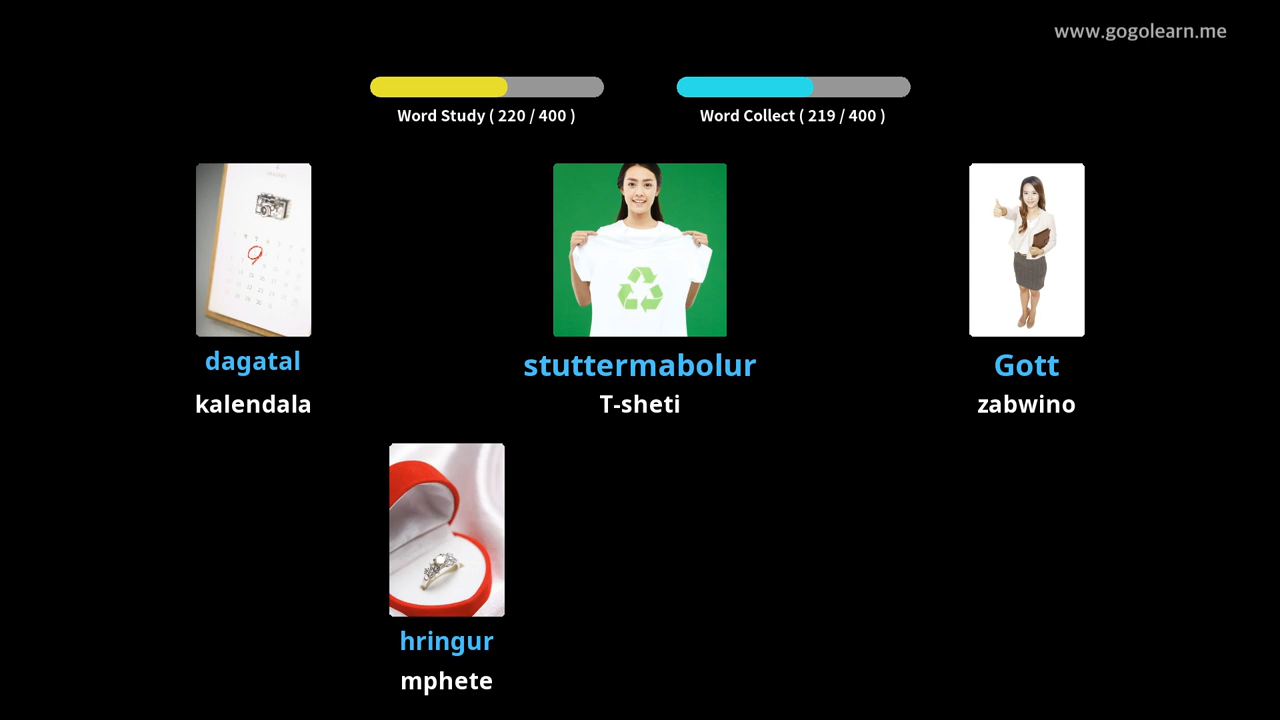 www.gogolearn.me
Word Study ( 220 / 400 )
Word Collect ( 219 / 400 )
dagatal
kalendala
stuttermabolur
T-sheti
Gott
zabwino
hringur
mphete